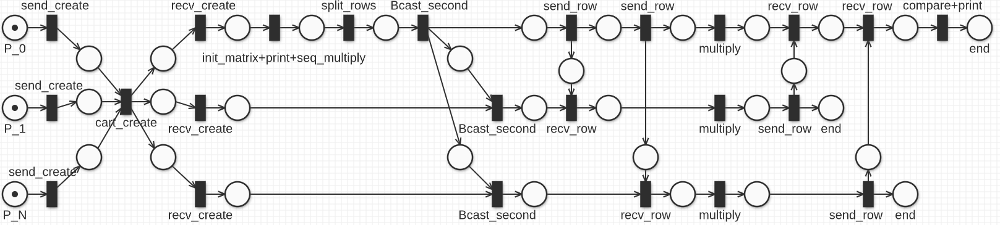 send_create
recv_create
split_rows
Bcast_second
send_row
send_row
recv_row
recv_row
compare+print
P_0
init_matrix+print+seq_multiply
multiply
end
send_create
P_1
cart_create
recv_create
Bcast_second
recv_row
multiply
send_row
end
send_create
P_N
recv_create
Bcast_second
recv_row
multiply
send_row
end